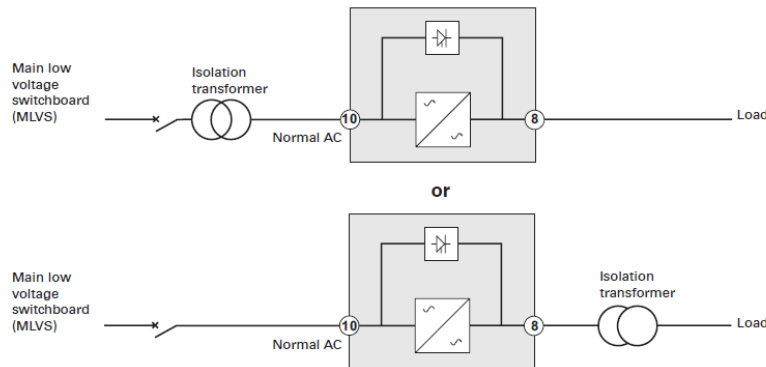 Main low
voltage
switchboard
(MLVS)
Isolation
transformer
Normal AC
10
8
Load
or
Main low
voltage
switchboard
(MLVS)
Normal AC
10
8
Isolation
transformer
Load